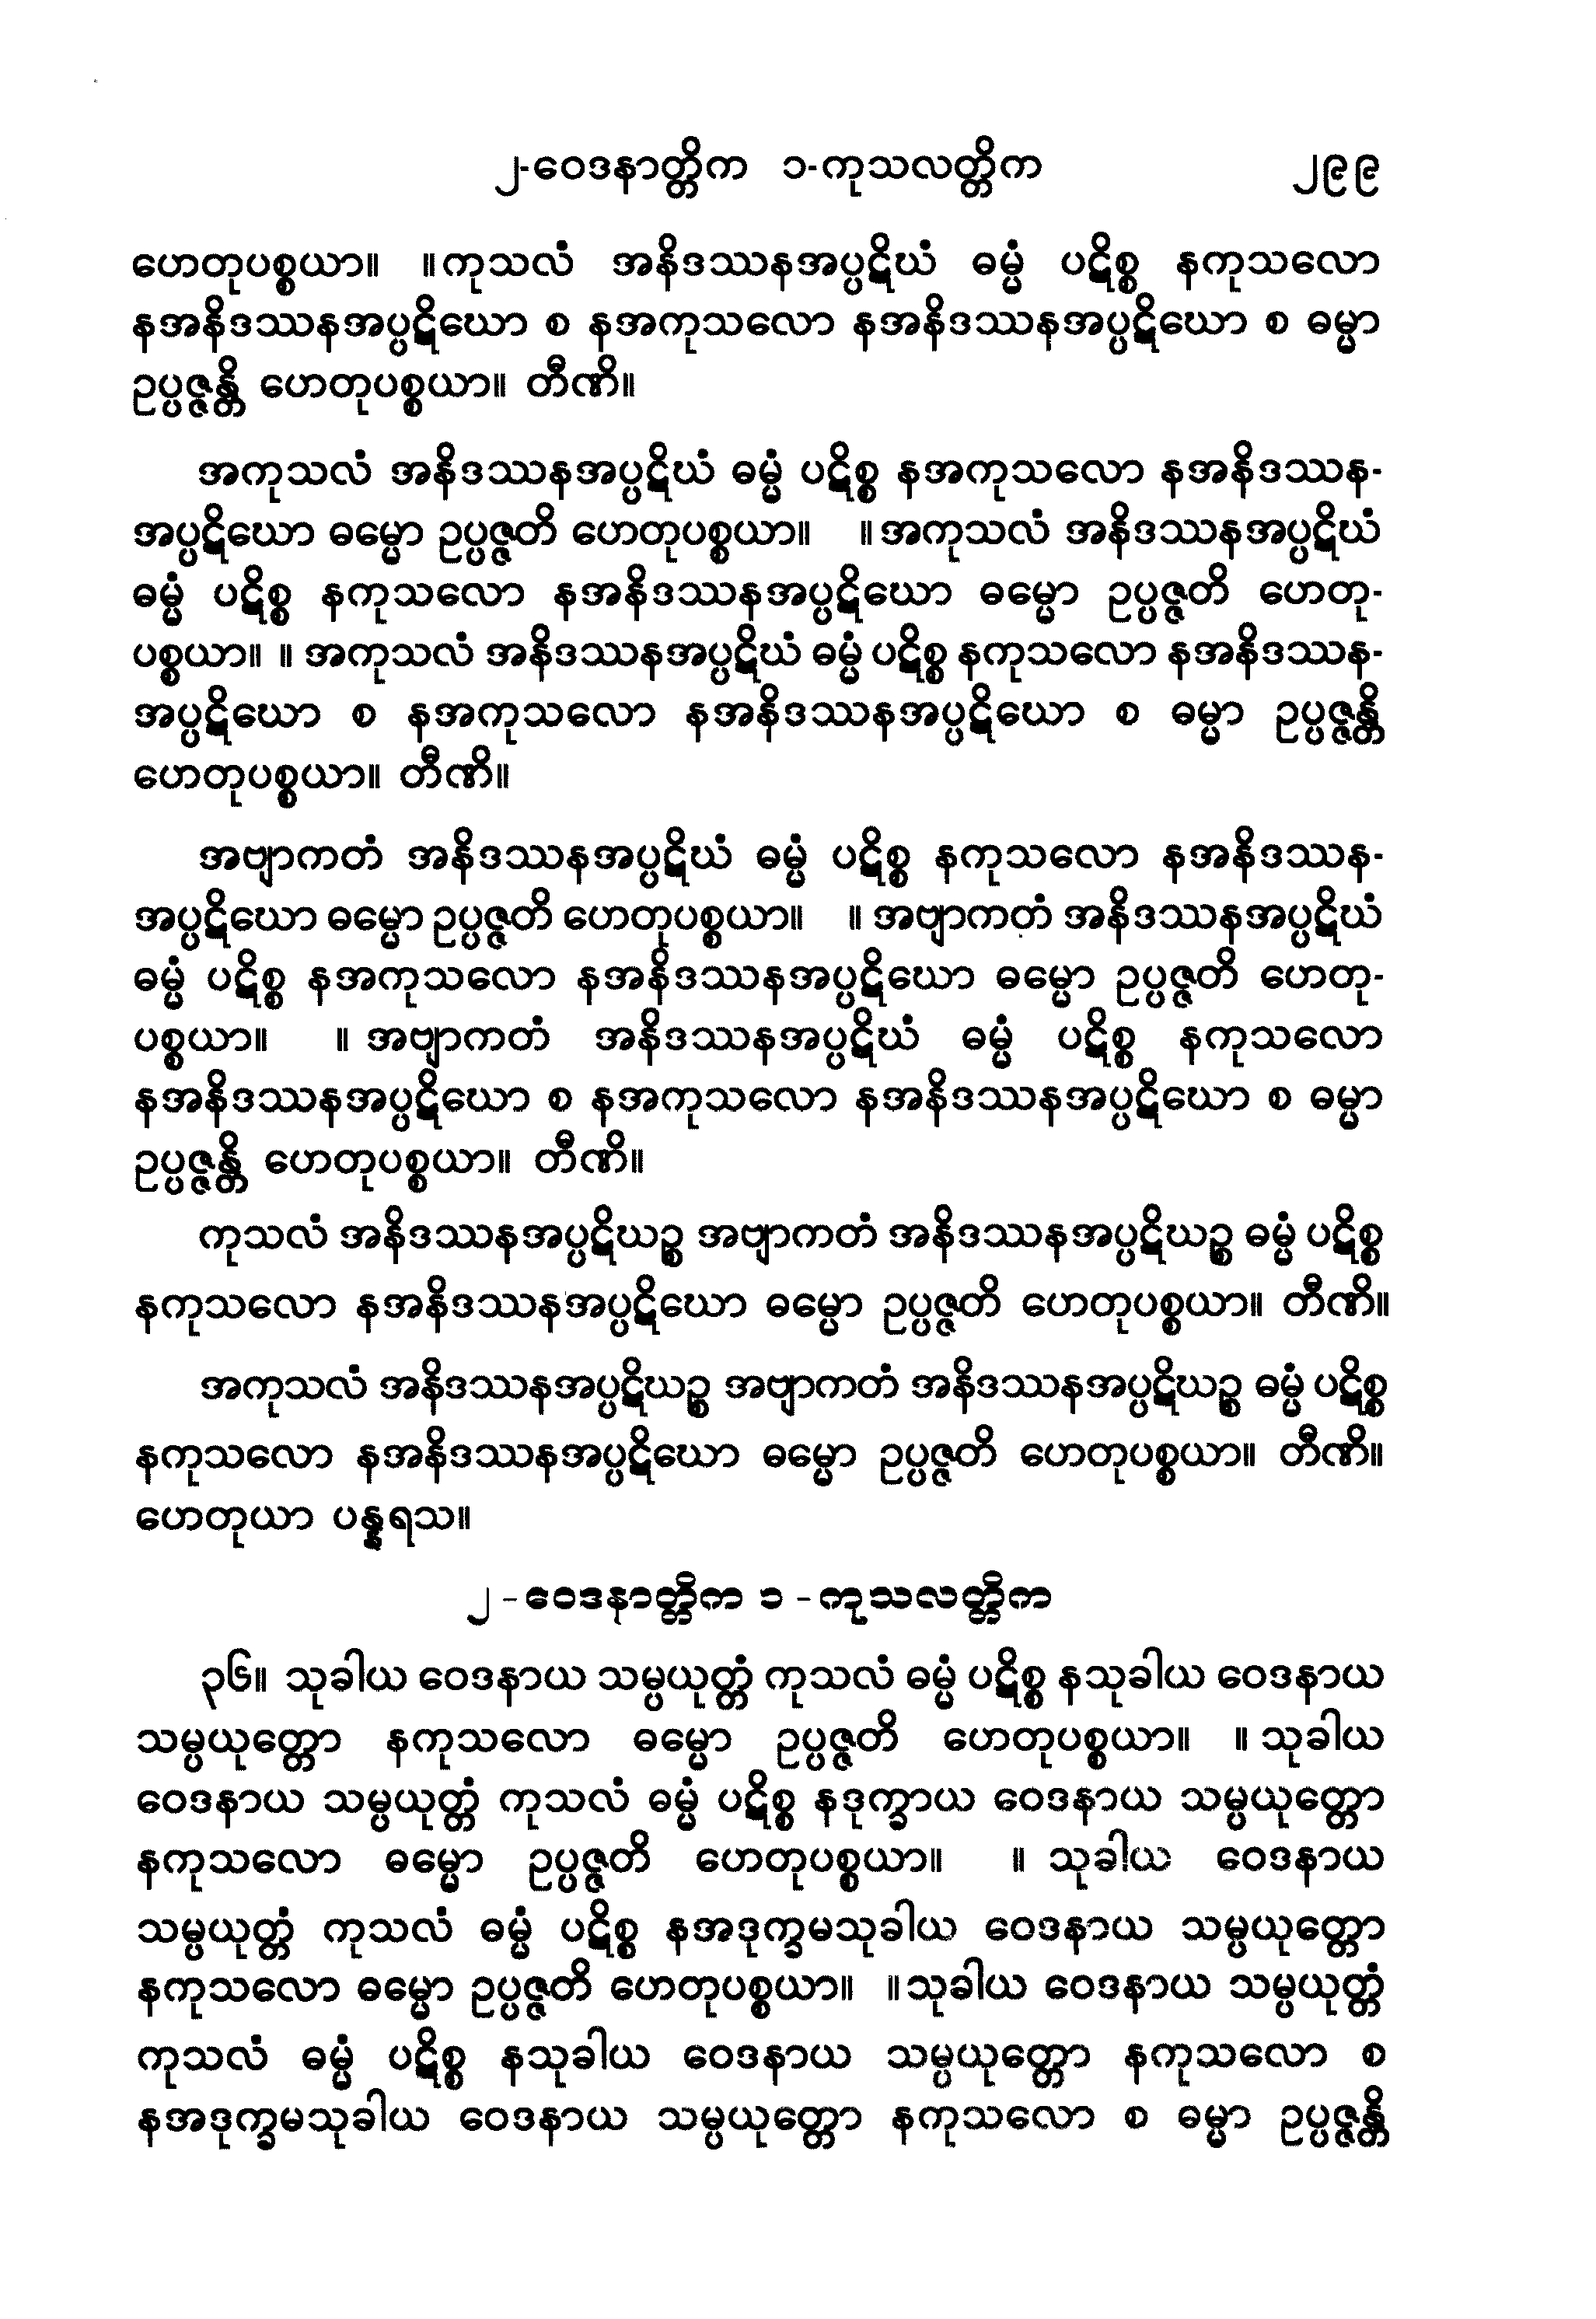 ၂-ဝေဒနာတ္တိက ၁-ကုသလတ္တိက ၂၉၉
ဟေတုပစ္စယာ။ ။ကုသလံ အနိဒဿနအပ္ပဋိဃံ ဓမ္မံ ပဋိစ္စ နကုသလော
နအနိဒဿနအပ္ပဋိဃော စ နအကုသလော နအနိဒဿနအပ္ပဋိဃော စ ဓမ္မာ
ဥပ္ပဇ္ဇန္တိ ဟေတုပစ္စယာ။ တီဏိ။
အကုသလံ အနိဒဿနအပ္ပဋိဃံ ဓမ္မံ ပဋိစ္စ နအကုသလော နအနိဒဿန-
အပ္ပဋိဃော ဓမ္မော ဥပ္ပဇ္ဇတိ ဟေတုပစ္စယာ။ ။အကုသလံ အနိဒဿနအပ္ပဋိဃံ
ဓမ္မံ ပဋိစ္စ နကုသလော နအနိဒဿနအပ္ပဋိဃော ဓမ္မော ဥပ္ပဇ္ဇတိ ဟေတု-
ပစ္စယာ။ ။ အကုသလံ အနိဒဿနအပ္ပဋိဃံ ဓမ္မံ ပဋိစ္စ နကုသလော နအနိဒဿန-
အပ္ပဋိဃော စ နအကုသလော နအနိဒဿနအပ္ပဋိဃော စ ဓမ္မာ ဥပ္ပဇ္ဇန္တိ
ဟေတုပစ္စယာ။ တီဏိ။
အဗျာကတံ အနိဒဿနအပ္ပဋိဃံ ဓမ္မံ ပဋိစ္စ နကုသလော နအနိဒဿန-
အပ္ပဋိဃော ဓမ္မော ဥပ္ပဇ္ဇတိ ဟေတုပစ္စယာ။ ။ အဗျာကတံ အနိဒဿနအပ္ပဋိဃံ
ဓမ္မံ ပဋိစ္စ နအကုသလော နအနိဒဿနအပ္ပဋိဃော ဓမ္မော ဥပ္ပဇ္ဇတိ ဟေတု-
ပစ္စယာ။ ။ အဗျာကတံ အနိဒဿနအပ္ပဋိဃံ ဓမ္မံ ပဋိစ္စ နကုသလော
နအနိဒဿနအပ္ပဋိဃော စ နအကုသလော နအနိဒဿနအပ္ပဋိဃော စ ဓမ္မာ
ဥပ္ပဇ္ဇန္တိ ဟေတုပစ္စယာ။ တီဏိ။
ကုသလံ အနိဒဿနအပ္ပဋိဃဉ္စ အဗျာကတံ အနိဒဿနအပ္ပဋိဃဉ္စ ဓမ္မံ ပဋိစ္စ
နကုသလော နအနိဒဿနအပ္ပဋိဃော ဓမ္မော ဥပ္ပဇ္ဇတိ ဟေတုပစ္စယာ။ တီဏိ။
အကုသလံ အနိဒဿနအပ္ပဋိဃဉ္စ အဗျာကတံ အနိဒဿနအပ္ပဋိဃဉ္စ ဓမ္မံ ပဋိစ္စ
နကုသလော နအနိဒဿနအပ္ပဋိဃော ဓမ္မော ဥပ္ပဇ္ဇတိ ဟေတုပစ္စယာ။ တီဏိ။
ဟေတုယာ ပန္နရသ။
၂ - ဝေဒနာတ္တိက ၁ - ကုသလတ္တိက
၃၆။ သုခါယ ဝေဒနာယ သမ္ပယုတ္တံ ကုသလံ ဓမ္မံ ပဋိစ္စ နသုခါယ ဝေဒနာယ
သမ္ပယုတ္တော နကုသလော ဓမ္မော ဥပ္ပဇ္ဇတိ ဟေတုပစ္စယာ။ ။ သုခါယ
ဝေဒနာယ သမ္ပယုတ္တံ ကုသလံ ဓမ္မံ ပဋိစ္စ နဒုက္ခာယ ဝေဒနာယ သမ္ပယုတ္တော
နကုသလော ဓမ္မော ဥပ္ပဇ္ဇတိ ဟေတုပစ္စယာ။ ။ သုခါယ ဝေဒနာယ
သမ္ပယုတ္တံ ကုသလံ ဓမ္မံ ပဋိစ္စ နအဒုက္ခမသုခါယ ဝေဒနာယ သမ္ပယုတ္တော
နကုသလော ဓမ္မော ဥပ္ပဇ္ဇတိ ဟေတုပစ္စယာ။ ။သုခါယ ဝေဒနာယ သမ္ပယုတ္တံ
ကုသလံ ဓမ္မံ ပဋိစ္စ နသုခါယ ဝေဒနာယ သမ္ပယုတ္တော နကုသလော စ
နအဒုက္ခမသုခါယ ဝေဒနာယ သမ္ပယုတ္တော နကုသလော စ ဓမ္မာ ဥပ္ပဇ္ဇန္တိ